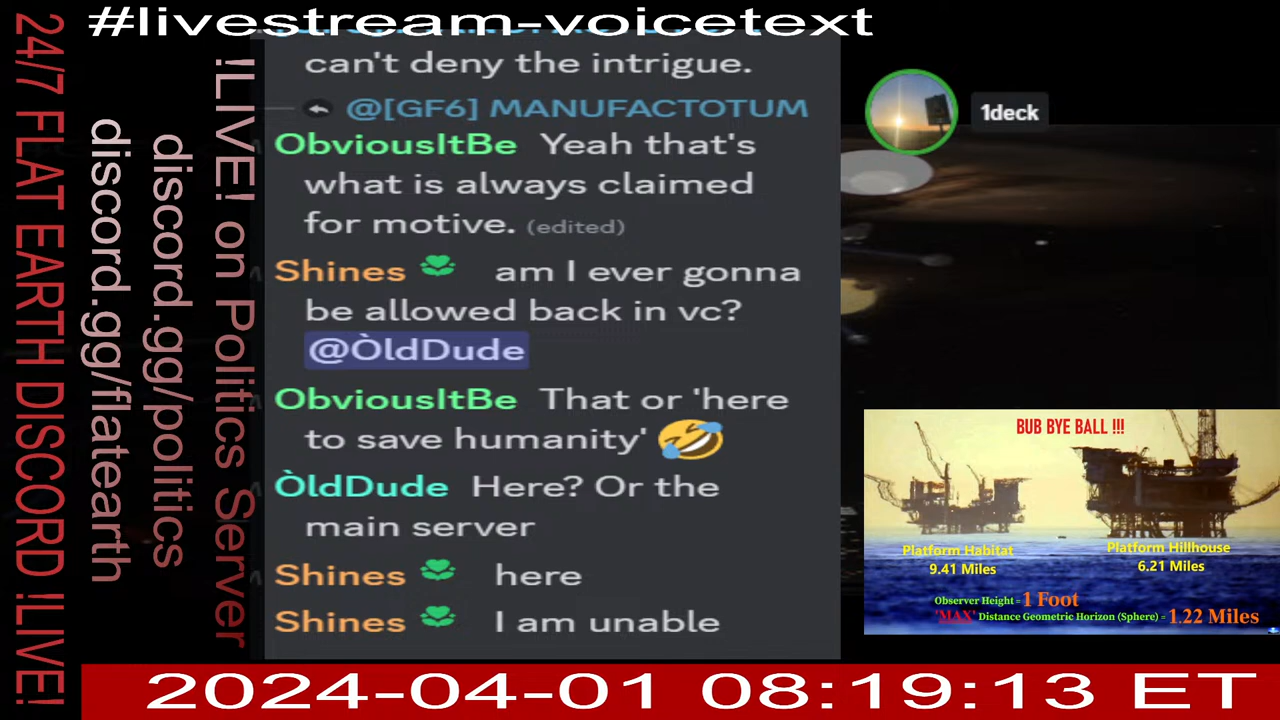 #livestream-voicetext
24/7 FLAT EARTH DISCORD !LIVE!
discord.gg/flatearth
discord.gg/politics
!LIVE! on Politics Server
can't deny the intrigue.
@[GF6] MANUFACTOTUM
ObviousItBe Yeah that's
what is always claimed
for motive. (edited)
Shines am I ever gonna
be allowed back in vc?
@ÒldDude
ObviousItBe That or 'here
to save humanity' 🤣
ÒldDude Here? Or the
main server
Shines here
Shines I am unable
1deck
BUB BYE BALL !!!
Platform Habitat
9.41 Miles
Platform Hillhouse
6.21 Miles
Observer Height = 1 Foot
'MAX' Distance Geometric Horizon (Sphere) = 1.22 Miles
2024-04-01 08:19:13 ET